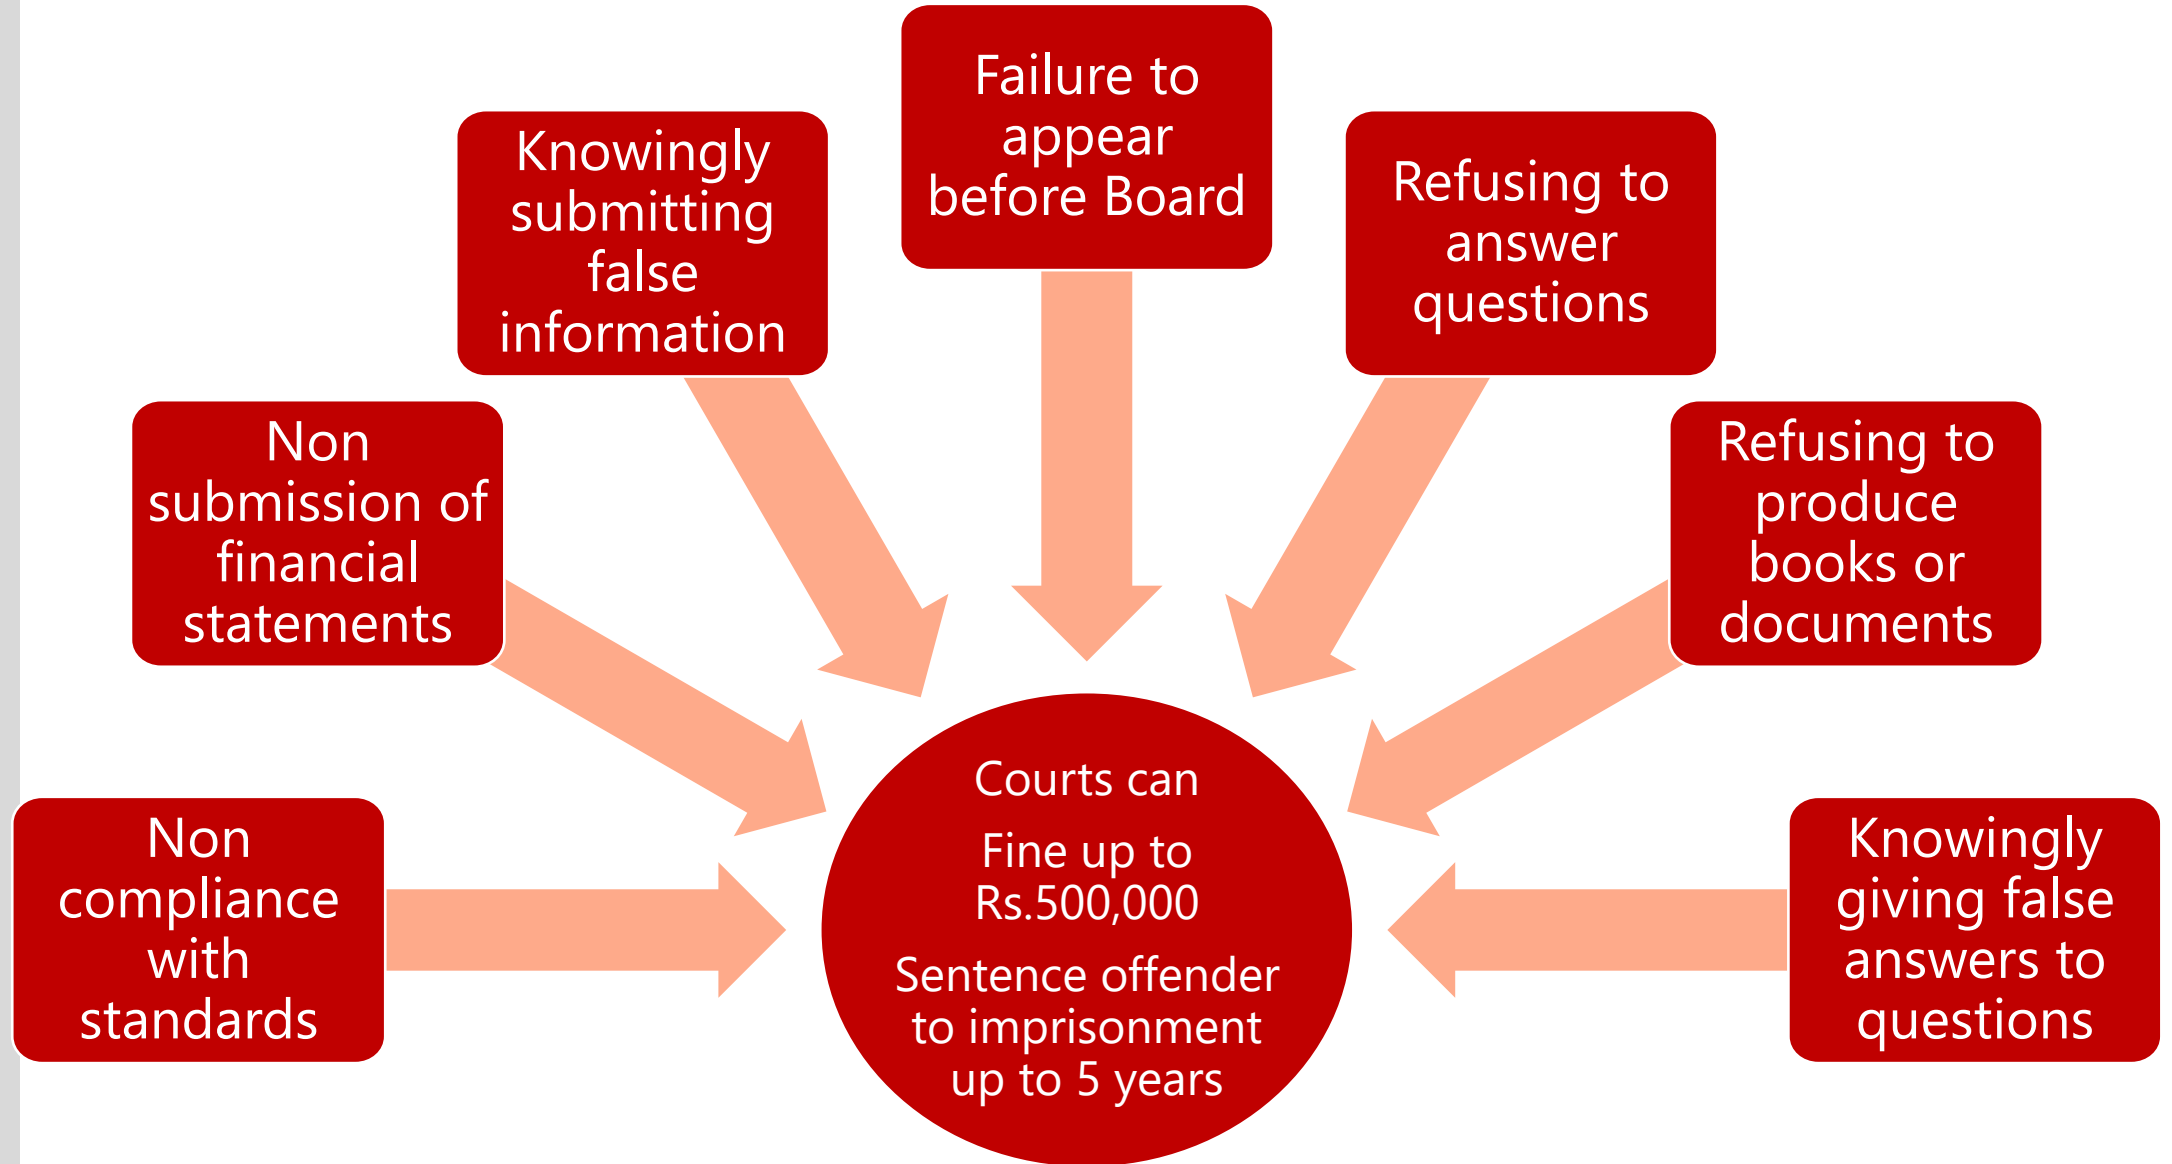 Failure to
appear
before Board
Knowingly
submitting
false
information
Refusing to
answer
questions
Non
submission of
financial
statements
Refusing to
produce
books or
documents
Non
compliance
with
standards
Courts can
Fine up to
Rs.500,000
Sentence offender
to imprisonment
up to 5 years
Knowingly
giving false
answers to
questions